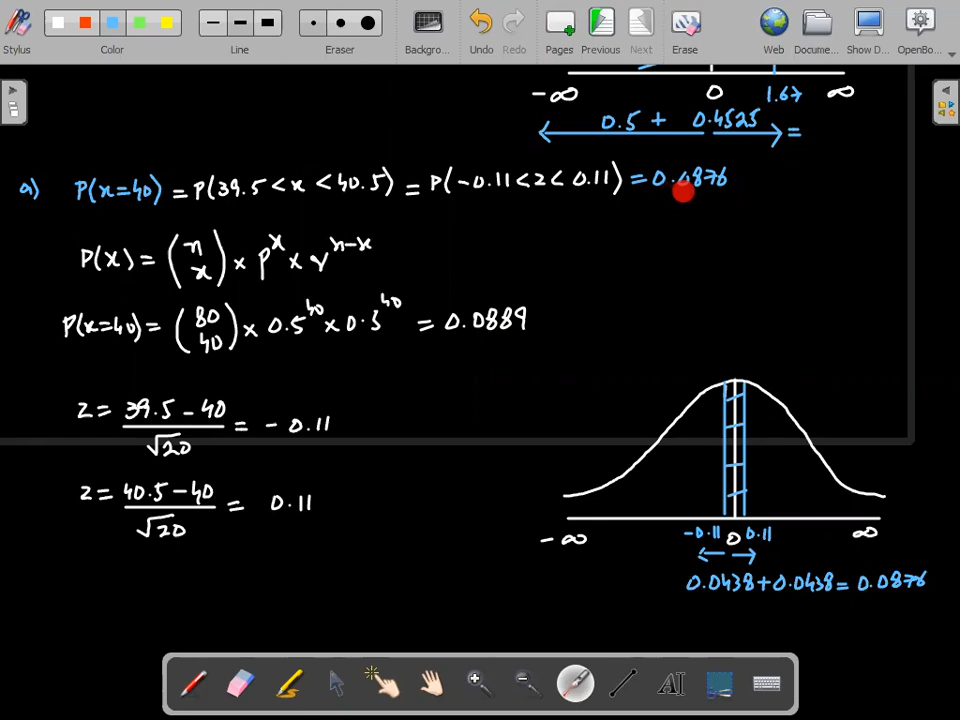 Stylus
Color
Line
Eraser
Backgro...
Undo
Redo
Pages
Previous
Next
Erase
Web
Docume...
Show D...
OpenBo...
-∞ 0 1.67 ∞
0.5 + 0.4525 =
a) P(x=40) = P(39.5 < x < 40.5) = P(-0.11 < z < 0.11) = 0.0876
P(x) = (n x) × p^x × q^n-x
P(x=40) = (80 40) × 0.5^40 × 0.5^40 = 0.0889
z = 39.5 - 40 / √20 = - 0.11
z = 40.5 - 40 / √20 = 0.11
-∞ -0.11 0 0.11 ∞
0.0438 + 0.0438 = 0.0876
AI